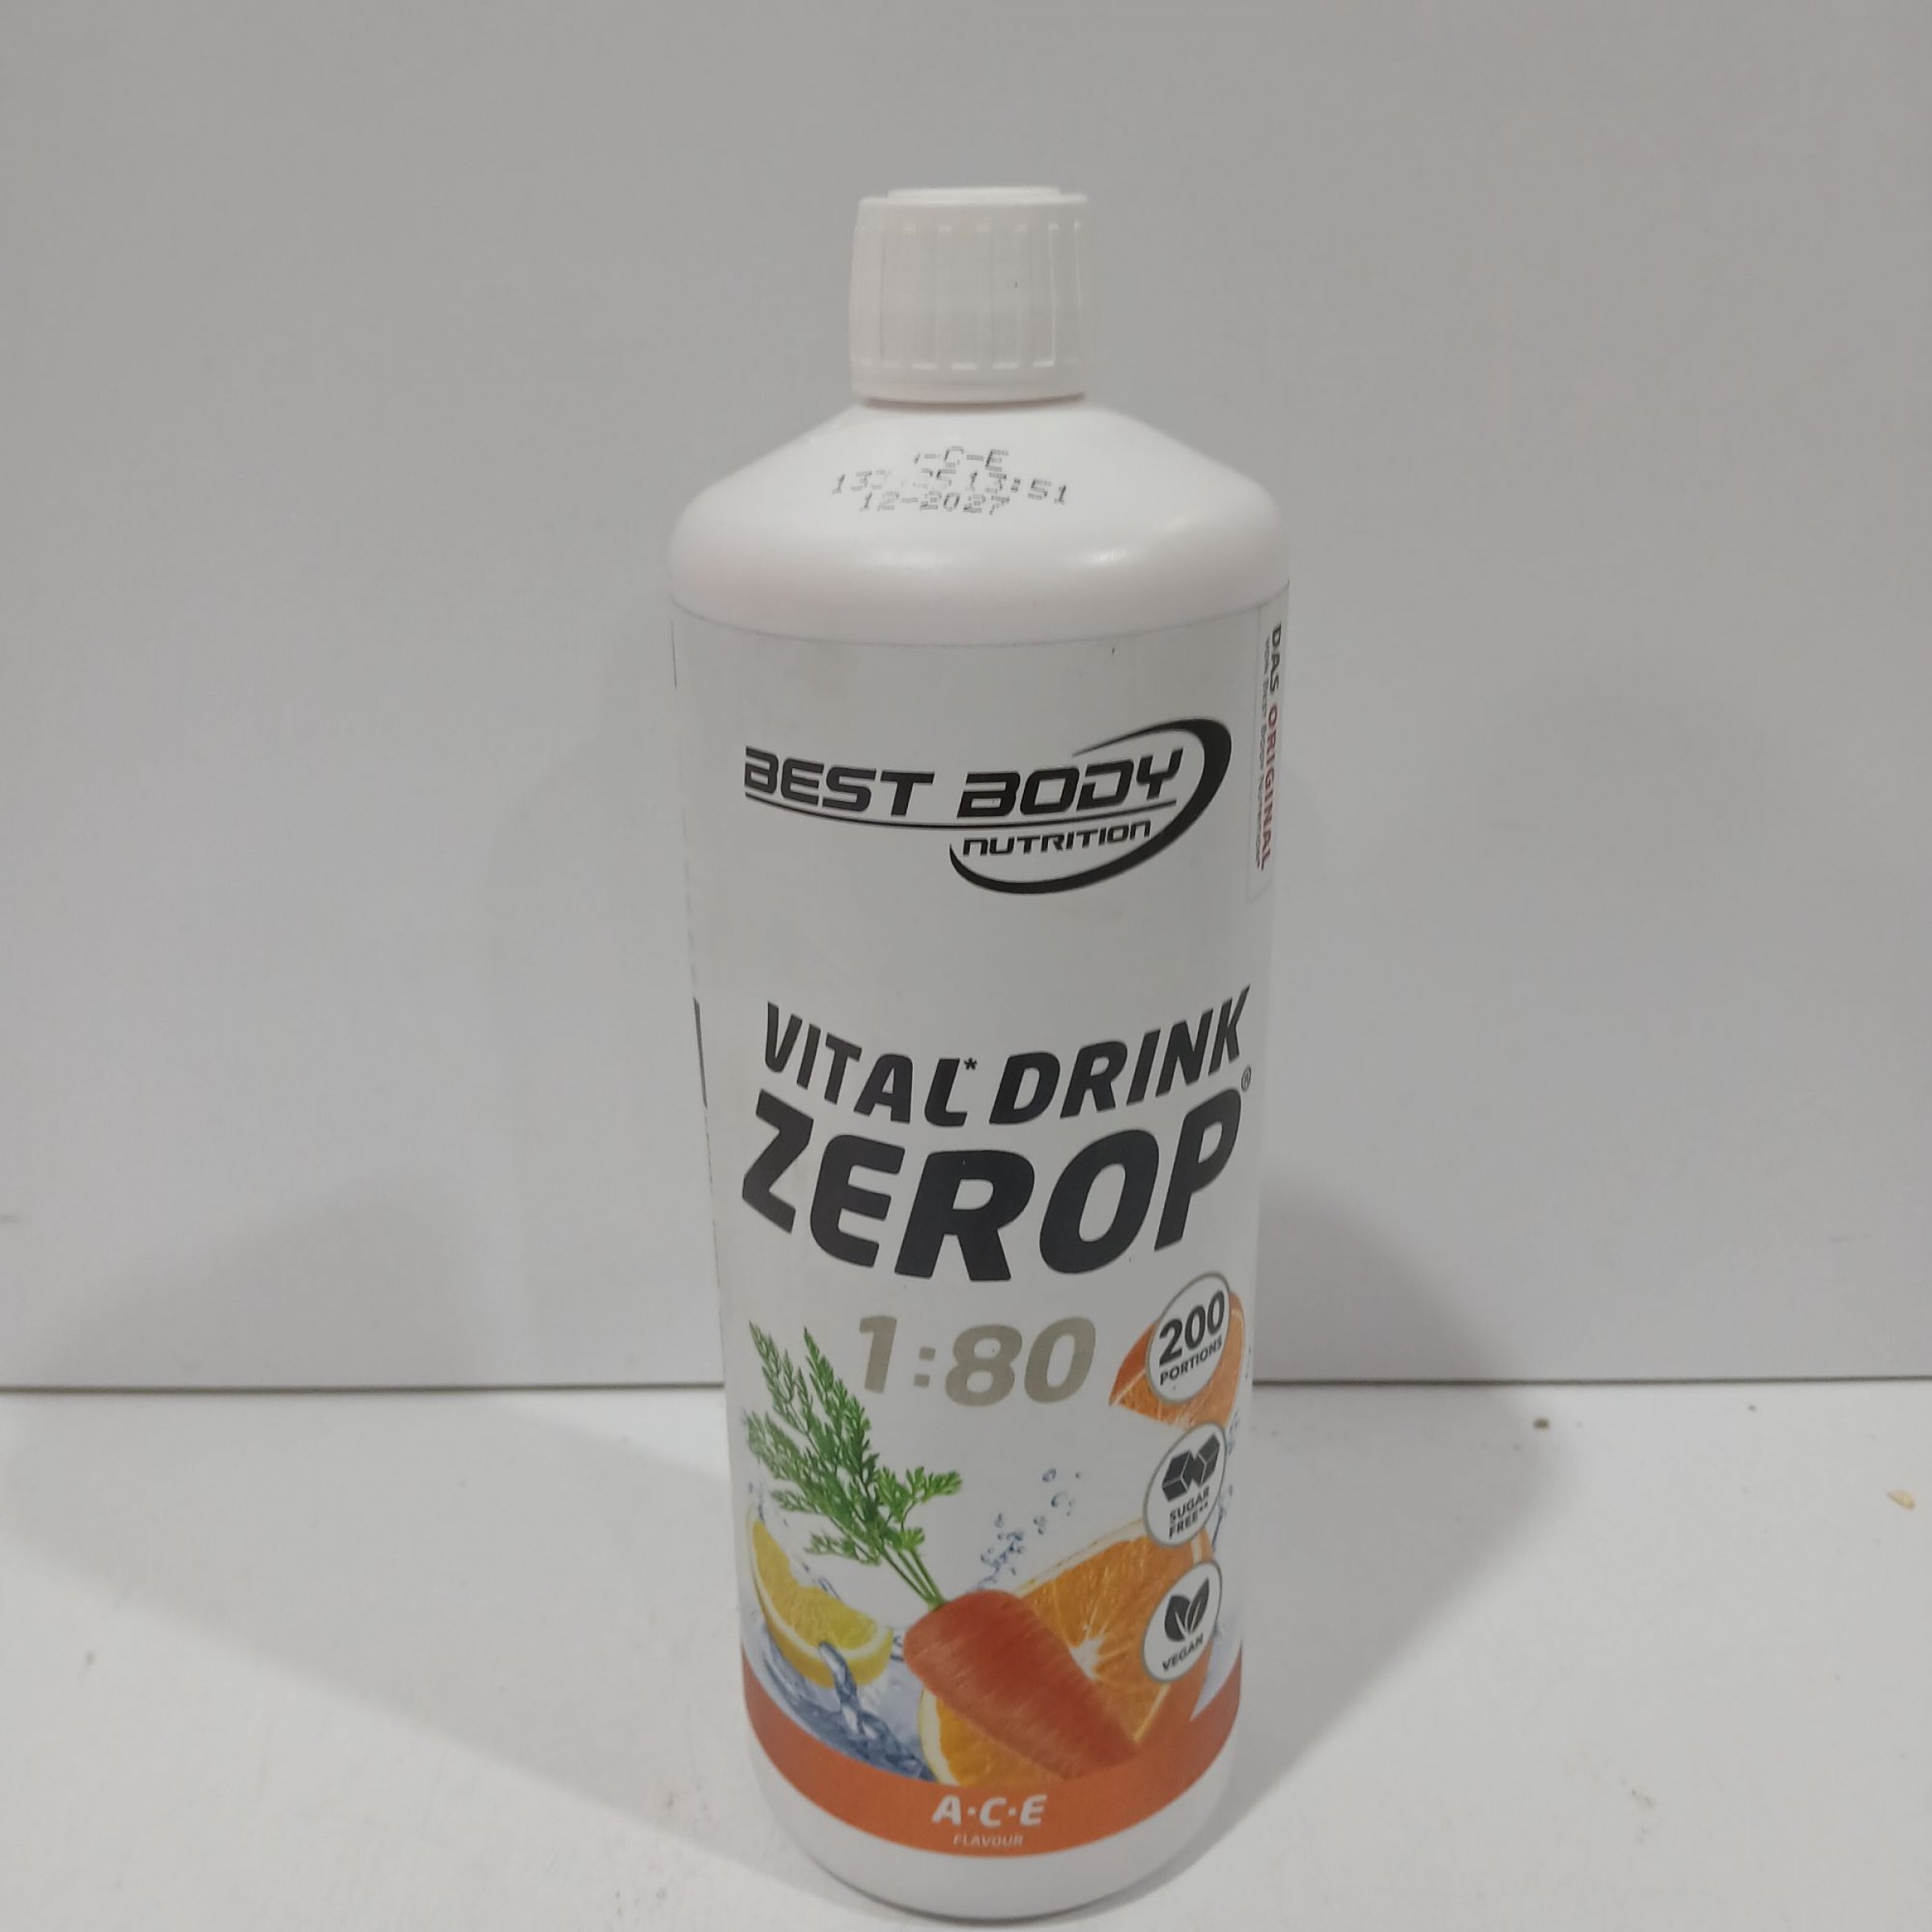 12-2027
DAS ORIGINAL
BEST BODY
NUTRITION
VITAL* DRINK
ZEROP®
1:80
200
PORTIONS
SUGAR
FREE**
VEGAN
A·C·E
FLAVOUR